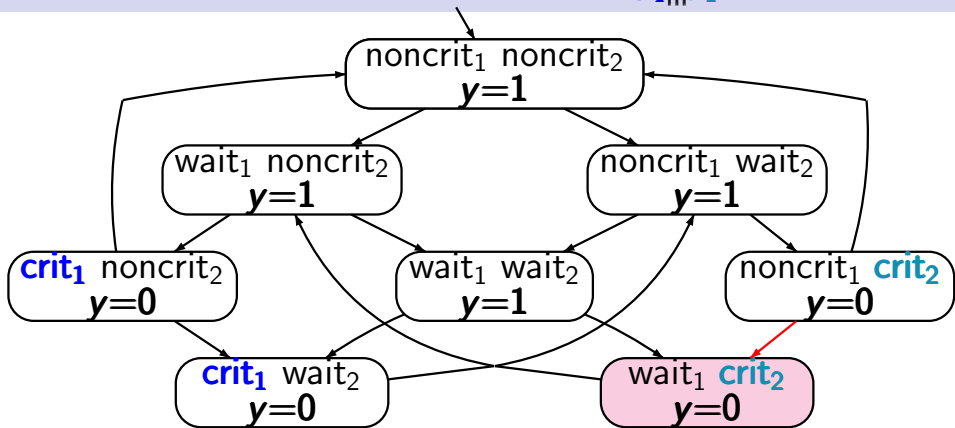 noncrit₁ noncrit₂
y=1
wait₁ noncrit₂
y=1
noncrit₁ wait₂
y=1
crit₁ noncrit₂
y=0
wait₁ wait₂
y=1
noncrit₁ crit₂
y=0
crit₁ wait₂
y=0
wait₁ crit₂
y=0